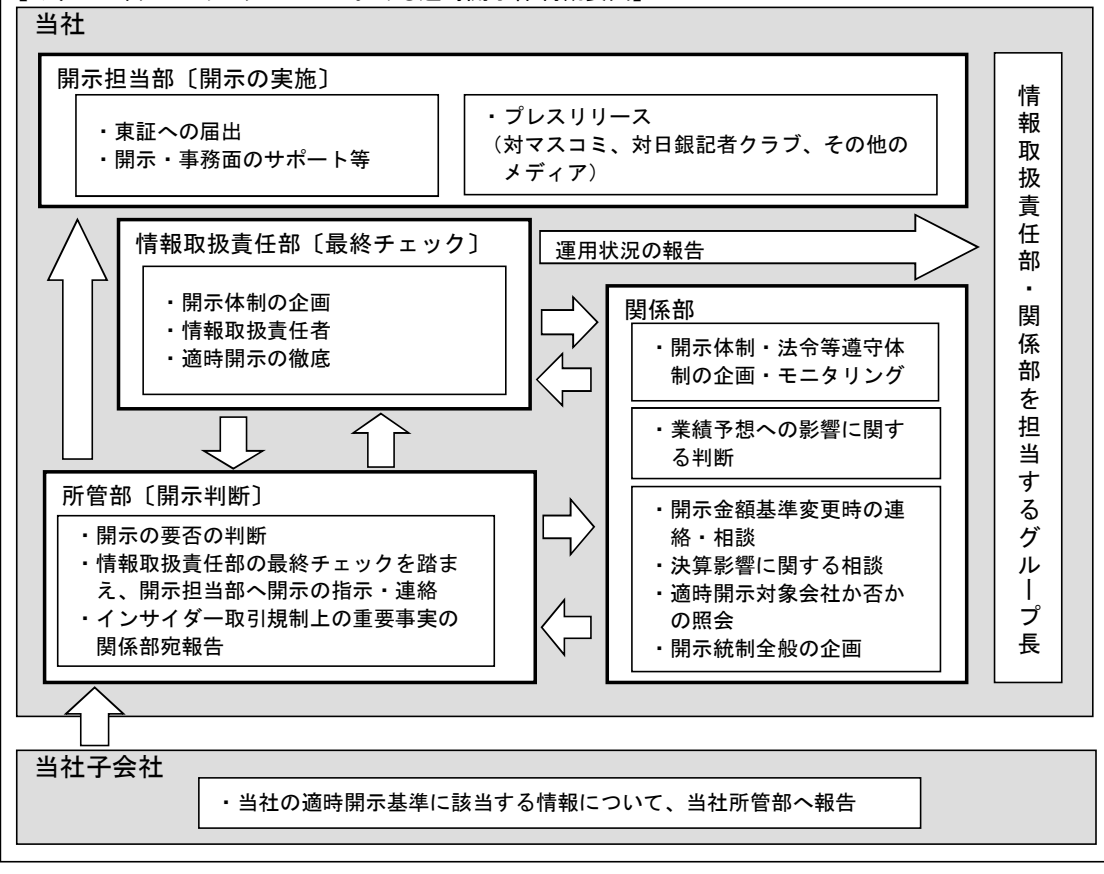 当社
開示担当部〔開示の実施〕
・東証への届出
・開示・事務面のサポート等
・プレスリリース
（対マスコミ、対日銀記者クラブ、その他の
メディア）
情報取扱責任部〔最終チェック〕
・開示体制の企画
・情報取扱責任者
・適時開示の徹底
運用状況の報告
関係部
・開示体制・法令等遵守体
制の企画・モニタリング
・業績予想への影響に関す
る判断
・開示金額基準変更時の連
絡・相談
・決算影響に関する相談
・適時開示対象会社か否か
の照会
・開示統制全般の企画
所管部〔開示判断〕
・開示の要否の判断
・情報取扱責任部の最終チェックを踏ま
え、開示担当部へ開示の指示・連絡
・インサイダー取引規制上の重要事実の
関係部宛報告
情報取扱責任部・関係部を担当するグループ長
当社子会社
・当社の適時開示基準に該当する情報について、当社所管部へ報告